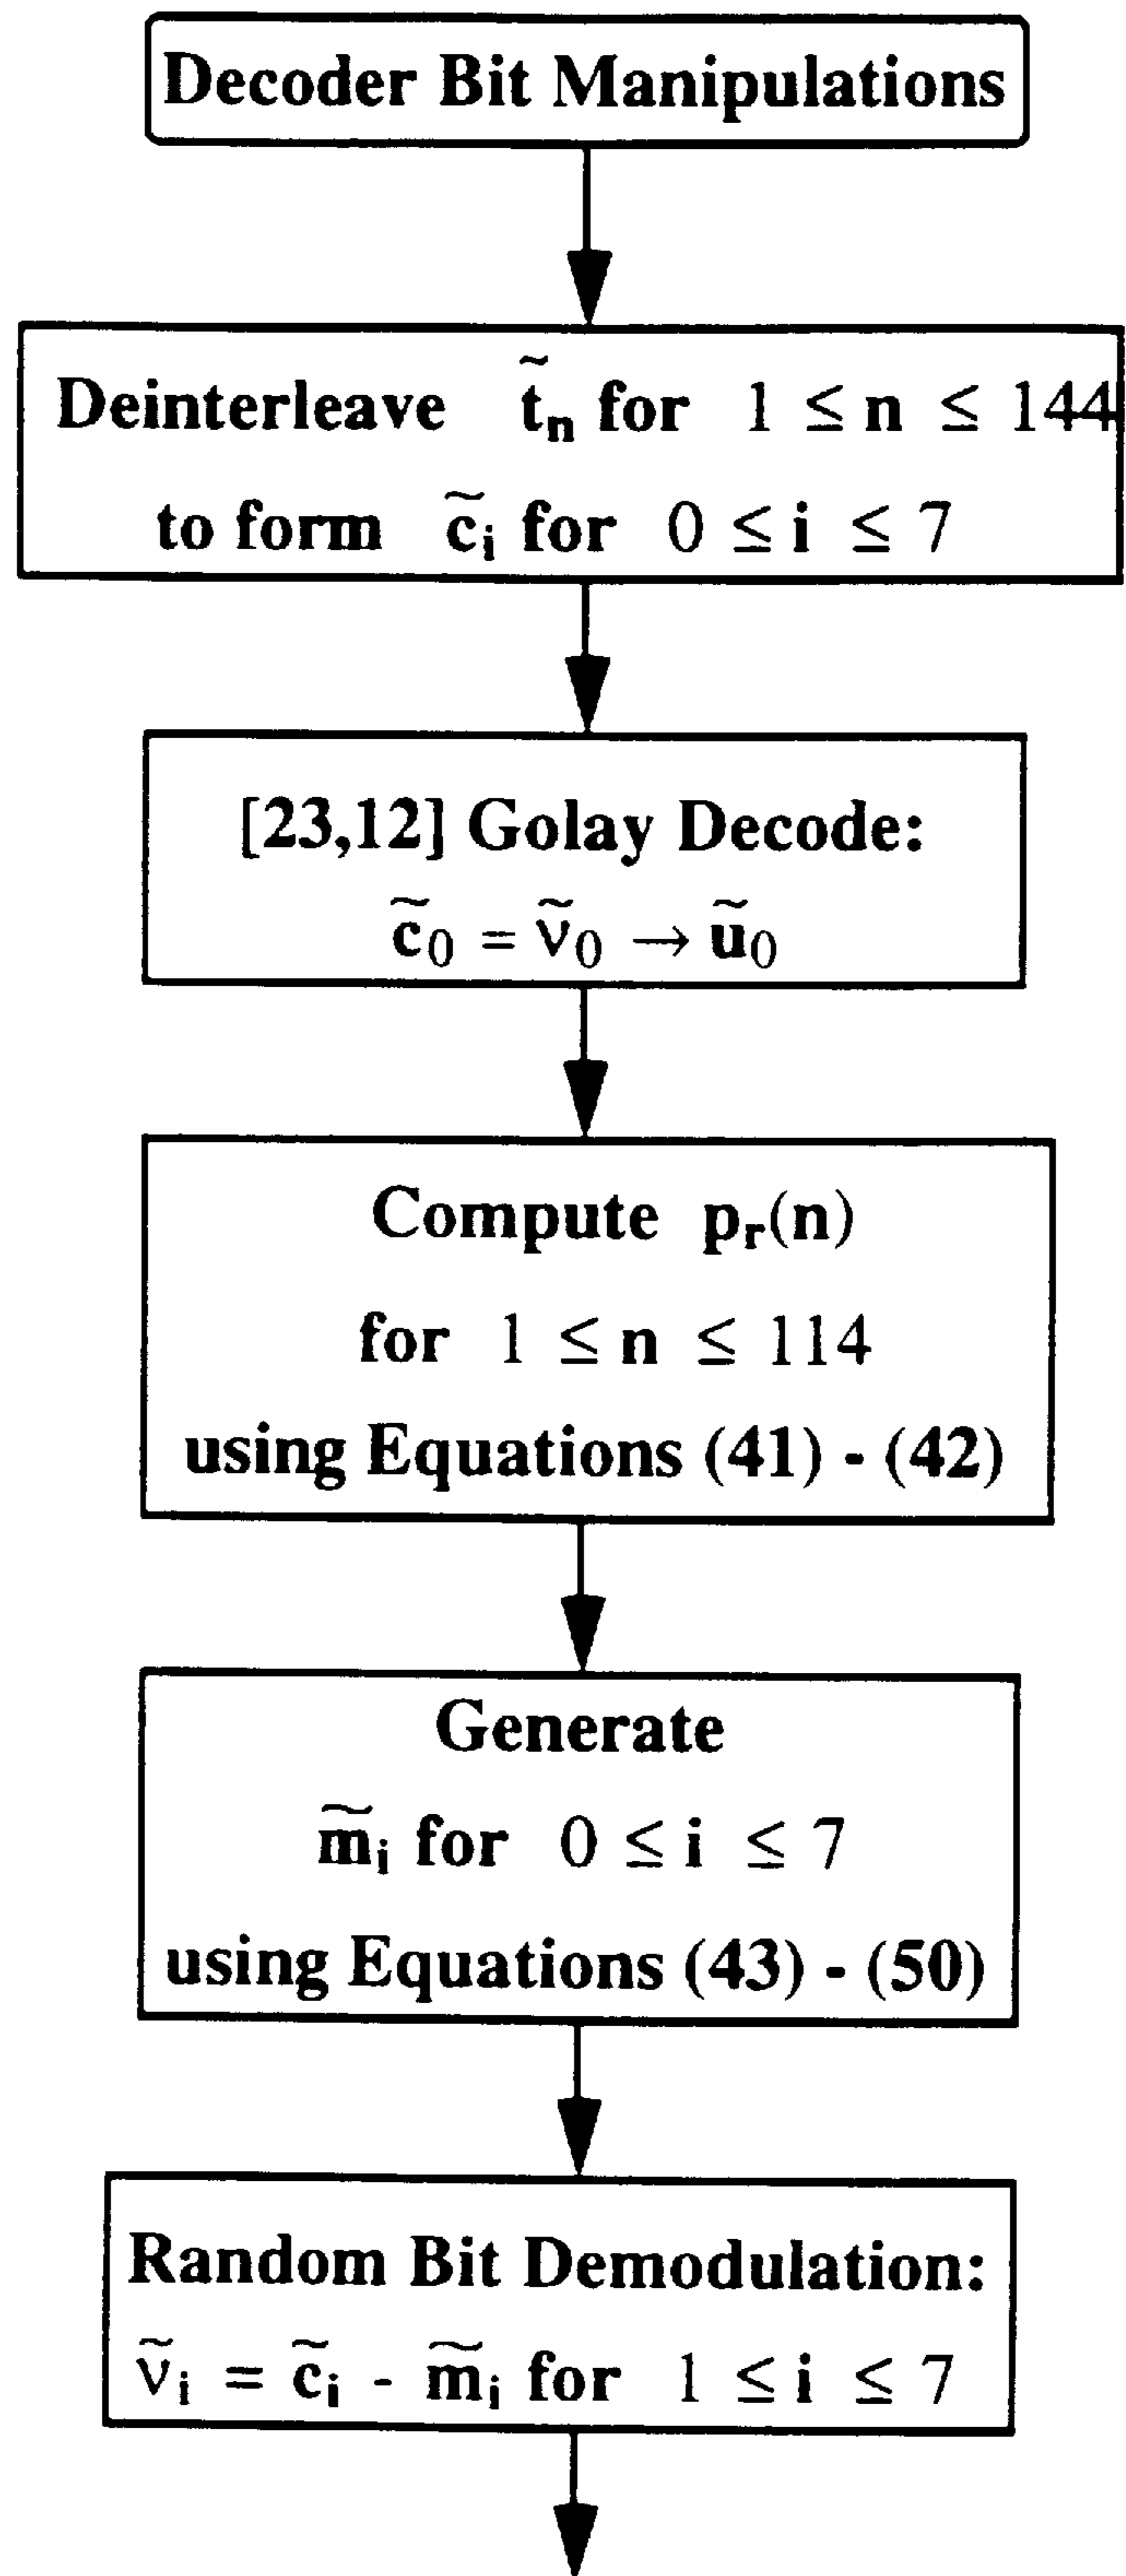 Decoder Bit Manipulations
Deinterleave t̃ₙ for 1 ≤ n ≤ 144
to form c̃ᵢ for 0 ≤ i ≤ 7
[23,12] Golay Decode:
c̃₀ = ṽ₀ → ũ₀
Compute pᵣ(n)
for 1 ≤ n ≤ 114
using Equations (41) - (42)
Generate
m̃ᵢ for 0 ≤ i ≤ 7
using Equations (43) - (50)
Random Bit Demodulation:
ṽᵢ = c̃ᵢ - m̃ᵢ for 1 ≤ i ≤ 7